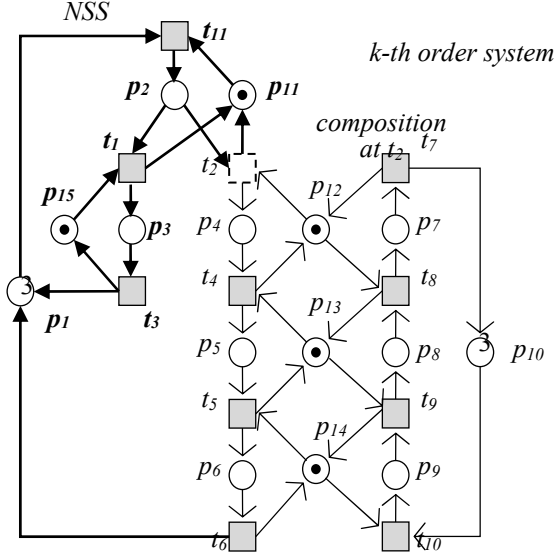 NSS
t11
k-th order system
p2
p11
composition
at t2
t1
t2
t7
p15
p12
p3
p4
p7
3
t4
p13
t8
p1
t3
p5
p8
3
p10
t5
t9
p14
p6
p9
t6
t10